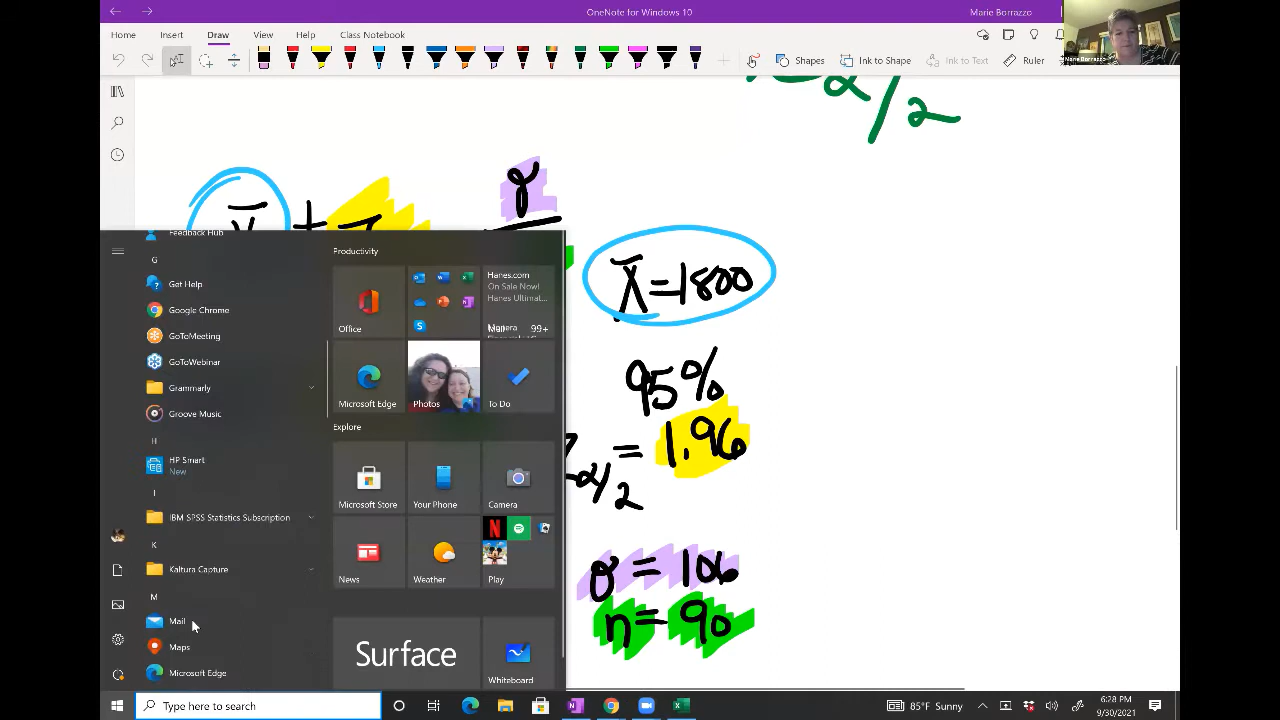 OneNote for Windows 10
Marie Borrazzo
Home
Insert
Draw
View
Help
Class Notebook
Shapes
Ink to Shape
Ink to Text
Ruler
Marie Borrazzo
α/2
x̄ +
σ
x̄ = 1800
95%
α/2 = 1.96
σ = 106
n = 90
Feedback Hub
G
Get Help
Google Chrome
GoToMeeting
GoToWebinar
Grammarly
Groove Music
H
HP Smart
New
I
IBM SPSS Statistics Subscription
K
Kaltura Capture
M
Mail
Maps
Microsoft Edge
Productivity
Office
Hanes.com
On Sale Now!
Hanes Ultimat...
99+
Microsoft Edge
Photos
To Do
Explore
Microsoft Store
Your Phone
Camera
News
Weather
Play
Surface
Whiteboard
Type here to search
85°F Sunny
6:28 PM
9/30/2021